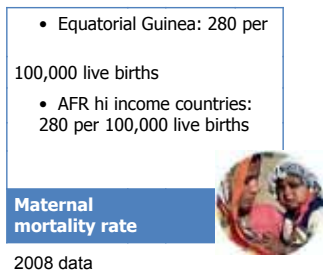 • Equatorial Guinea: 280 per
100,000 live births
• AFR hi income countries:
280 per 100,000 live births
Maternal
mortality rate
2008 data